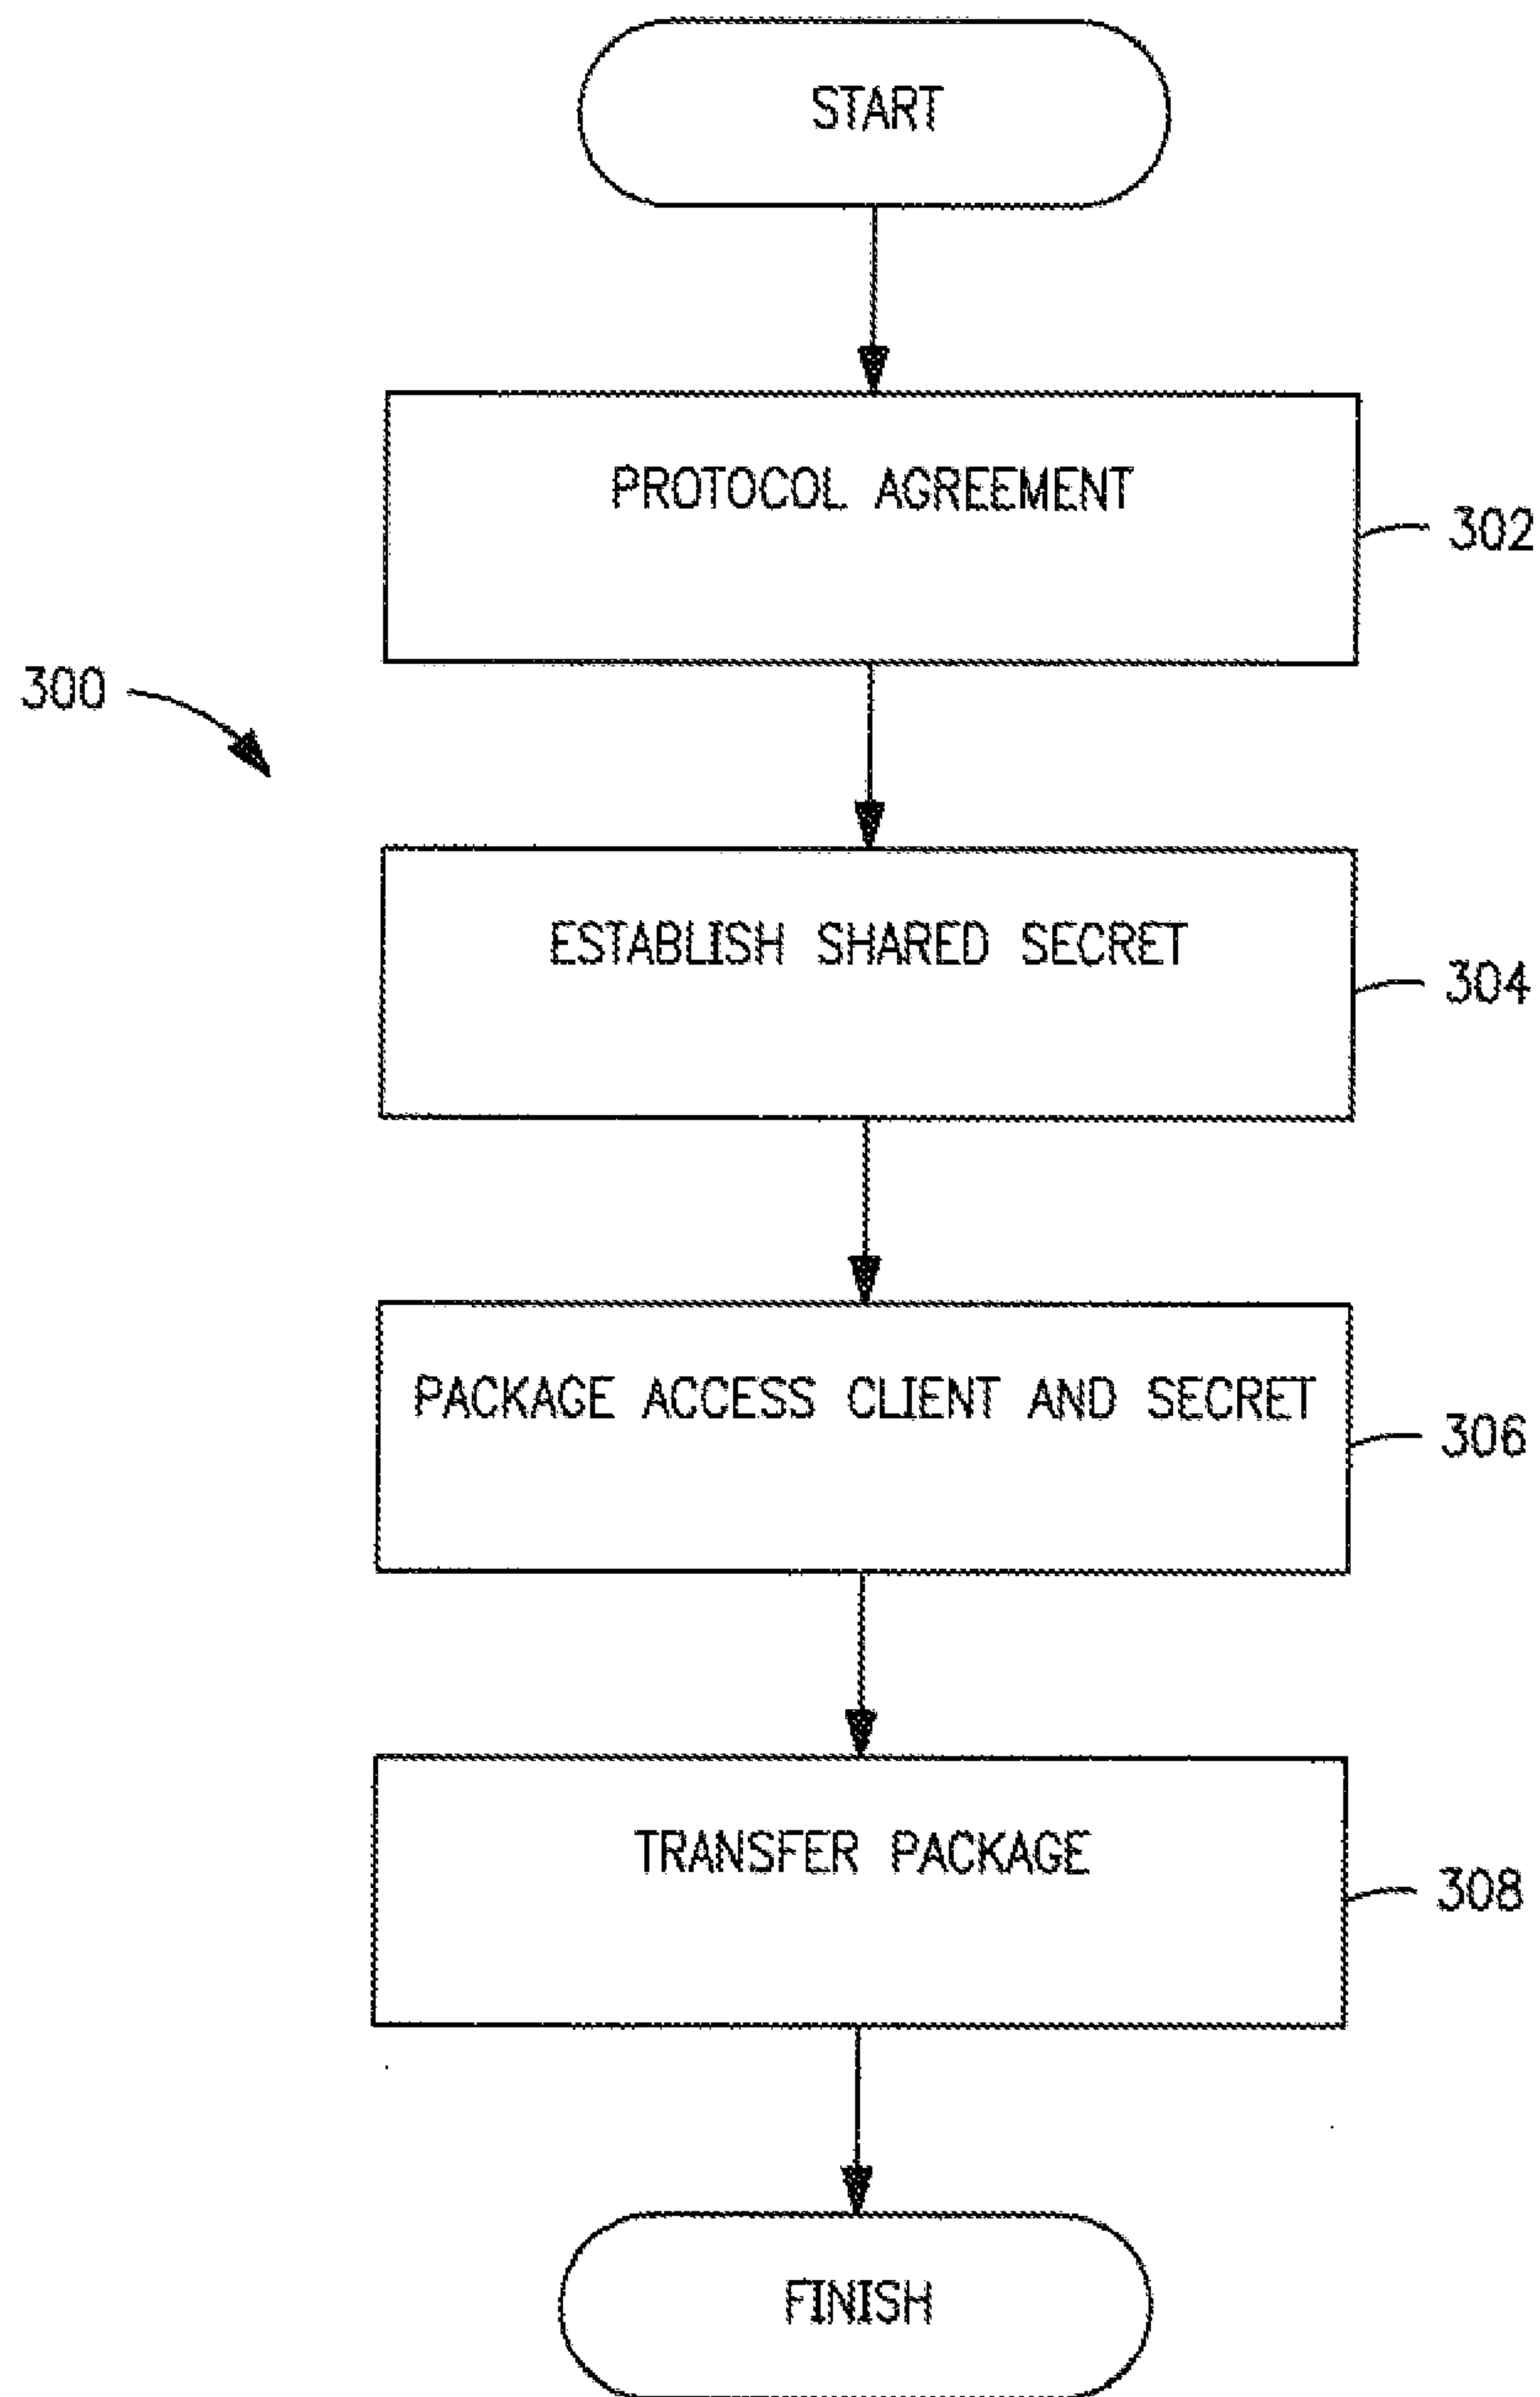 START
PROTOCOL AGREEMENT
302
300
ESTABLISH SHARED SECRET
304
PACKAGE ACCESS CLIENT AND SECRET
306
TRANSFER PACKAGE
308
FINISH